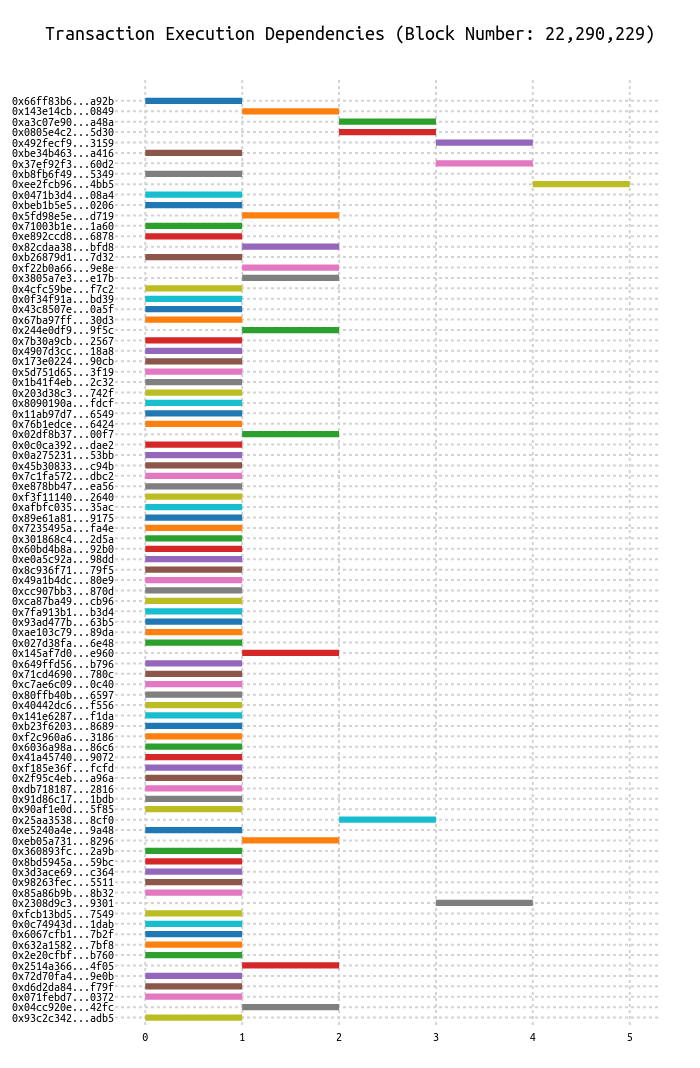 Transaction Execution Dependencies (Block Number: 22,290,229)
0x66ff83b6...a92b
0x143e14cb...0849
0xa3c07e90...a48a
0x0805e4c2...5d30
0x492fecf9...3159
0xbe34b463...a416
0x37ef92f3...60d2
0xb8fb6f49...5349
0xee2fcb96...4bb5
0x0471b3d4...08a4
0xbeb1b5e5...0206
0x5fd98e5e...d719
0x71003b1e...1a60
0xe892ccd8...6878
0x82cdaa38...bfd8
0xb26879d1...7d32
0xf22b0a66...9e8e
0x3805a7e3...e17b
0x4cfc59be...f7c2
0x0f34f91a...bd39
0x43c8507e...0a5f
0x67ba97ff...30d3
0x244e0df9...9f5c
0x7b30a9cb...2567
0x4907d3cc...18a8
0x173e0224...90cb
0x5d751d65...3f19
0x1b41f4eb...2c32
0x203d38c3...742f
0x8090190a...fdcf
0x11ab97d7...6549
0x76b1edce...6424
0x02df8b37...00f7
0x0c0ca392...dae2
0x0a275231...53bb
0x45b30833...c94b
0x7c1fa572...dbc2
0xe878bb47...ea56
0xf3f11140...2640
0xafbfc035...35ac
0x89e61a81...9175
0x7235495a...fa4e
0x301868c4...2d5a
0x60bd4b8a...92b0
0xe0a5c92a...98dd
0x8c936f71...79f5
0x49a1b4dc...80e9
0xcc907bb3...870d
0xca87ba49...cb96
0x7fa913b1...b3d4
0x93ad477b...63b5
0xae103c79...89da
0x027d38fa...6e48
0x145af7d0...e960
0x649ffd56...b796
0x71cd4690...780c
0xc7ae6c09...0c40
0x80ffb40b...6597
0x40442dc6...f556
0x141e6287...f1da
0xb23f6203...8689
0xf2c960a6...3186
0x6036a98a...86c6
0x41a45740...9072
0xf185e36f...fcfd
0x2f95c4eb...a96a
0xdb718187...2816
0x91d86c17...1bdb
0x90af1e0d...5f85
0x25aa3538...8cf0
0xe5240a4e...9a48
0xeb05a731...8296
0x360893fc...2a9b
0x8bd5945a...59bc
0x3d3ace69...c364
0x98263fec...5511
0x85a86b9b...8b32
0x2308d9c3...9301
0xfcb13bd5...7549
0x0c74943d...1dab
0x6067cfb1...7b2f
0x632a1582...7bf8
0x2e20cfbf...b760
0x2514a366...4f05
0x72d70fa4...9e0b
0xd6d2da84...f79f
0x071febd7...0372
0x04cc920e...42fc
0x93c2c342...adb5
0 1 2 3 4 5